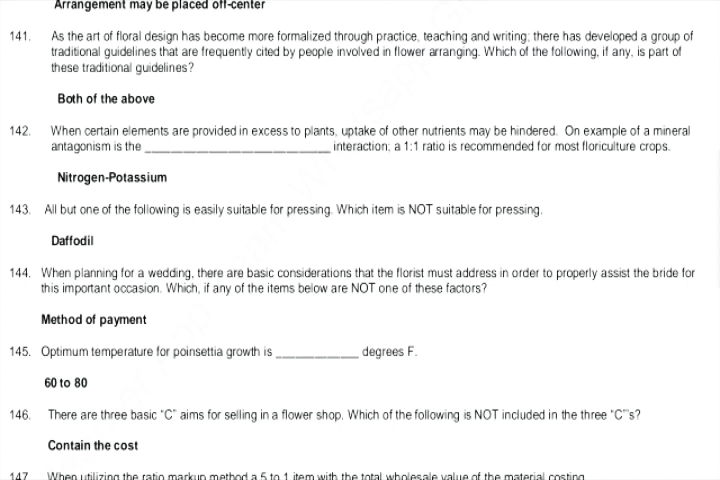 Arrangement may be placed off-center
141. As the art of floral design has become more formalized through practice, teaching and writing; there has developed a group of
traditional guidelines that are frequently cited by people involved in flower arranging. Which of the following, if any, is part of
these traditional guidelines?
Both of the above
142. When certain elements are provided in excess to plants, uptake of other nutrients may be hindered. On example of a mineral
antagonism is the ______________________________ interaction; a 1:1 ratio is recommended for most floriculture crops.
Nitrogen-Potassium
143. All but one of the following is easily suitable for pressing. Which item is NOT suitable for pressing.
Daffodil
144. When planning for a wedding, there are basic considerations that the florist must address in order to properly assist the bride for
this important occasion. Which, if any of the items below are NOT one of these factors?
Method of payment
145. Optimum temperature for poinsettia growth is _____________ degrees F.
60 to 80
146. There are three basic "C" aims for selling in a flower shop. Which of the following is NOT included in the three "C"'s?
Contain the cost
147 When utilizing the ratio markup method a 5 to 1 item with the total wholesale value of the material costing